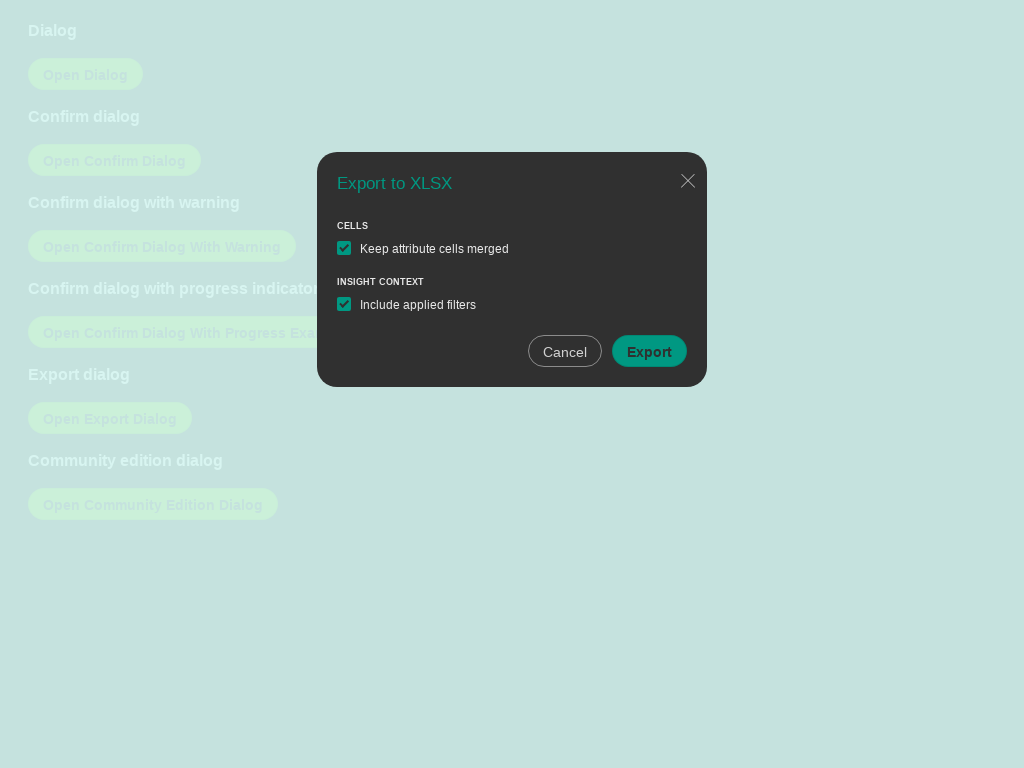 Dialog
Open Dialog
Confirm dialog
Open Confirm Dialog
Confirm dialog with warning
Open Confirm Dialog With Warning
Confirm dialog with progress indicator
Open Confirm Dialog With Progress
Export dialog
Open Export Dialog
Community edition dialog
Open Community Edition Dialog
Export to XLSX
CELLS
Keep attribute cells merged
INSIGHT CONTEXT
Include applied filters
Cancel
Export